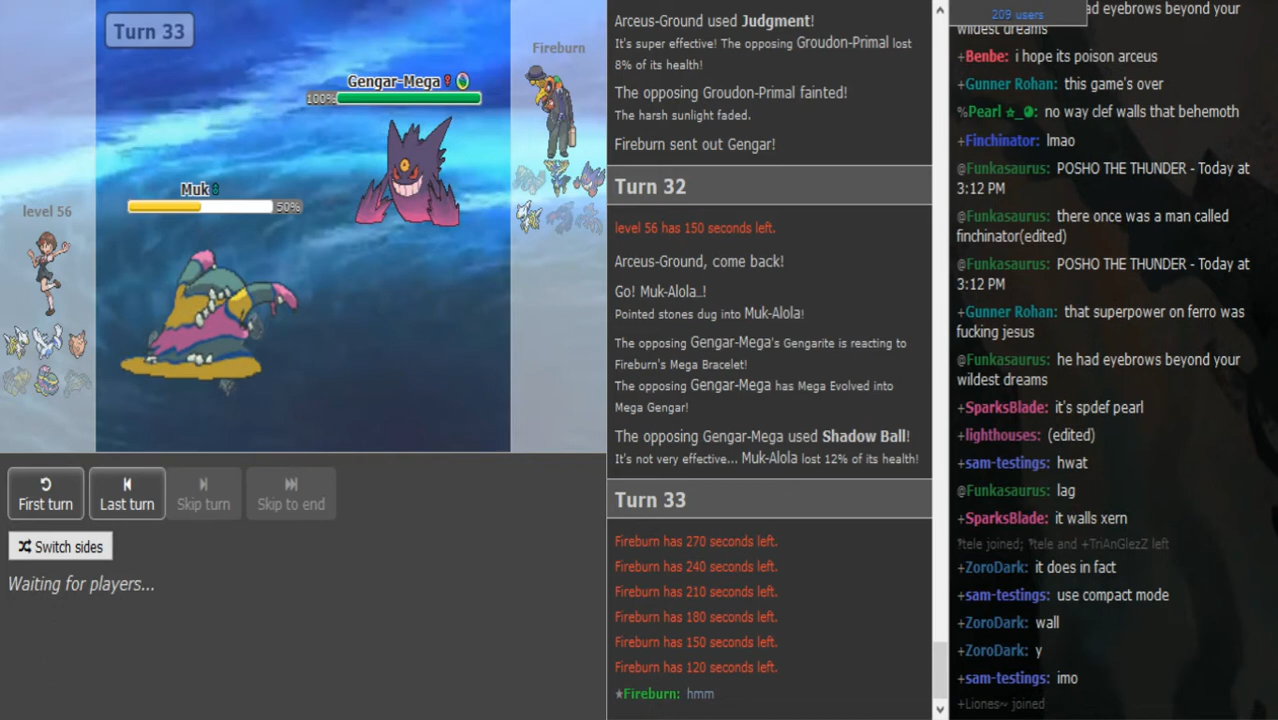 Turn 33
Fireburn
Gengar-Mega
100%
Muk
50%
level 56
First turn
Last turn
Skip turn
Skip to end
Switch sides
Waiting for players...
Arceus-Ground used Judgment!
It's super effective! The opposing Groudon-Primal lost
8% of its health!
The opposing Groudon-Primal fainted!
The harsh sunlight faded.
Fireburn sent out Gengar!
Turn 32
level 56 has 150 seconds left.
Arceus-Ground, come back!
Go! Muk-Alola..!
Pointed stones dug into Muk-Alola!
The opposing Gengar-Mega's Gengarite is reacting to
Fireburn's Mega Bracelet!
The opposing Gengar-Mega has Mega Evolved into
Mega Gengar!
The opposing Gengar-Mega used Shadow Ball!
It's not very effective... Muk-Alola lost 12% of its health!
Turn 33
Fireburn has 270 seconds left.
Fireburn has 240 seconds left.
Fireburn has 210 seconds left.
Fireburn has 180 seconds left.
Fireburn has 150 seconds left.
Fireburn has 120 seconds left.
★Fireburn: hmm
209 users
ad eyebrows beyond your
wildest dreams
+Benbe: i hope its poison arceus
+Gunner Rohan: this game's over
%Pearl ☆_: no way clef walls that behemoth
+Finchinator: lmao
@Funkasaurus: POSHO THE THUNDER - Today at
3:12 PM
@Funkasaurus: there once was a man called
finchinator(edited)
@Funkasaurus: POSHO THE THUNDER - Today at
3:12 PM
+Gunner Rohan: that superpower on ferro was
fucking jesus
@Funkasaurus: he had eyebrows beyond your
wildest dreams
+SparksBlade: it's spdef pearl
+lighthouses: (edited)
+sam-testings: hwat
@Funkasaurus: lag
+SparksBlade: it walls xern
‽tele joined; ‽tele and +TriAnGlezZ left
+ZoroDark: it does in fact
+sam-testings: use compact mode
+ZoroDark: wall
+ZoroDark: y
+sam-testings: imo
+Liones~ joined